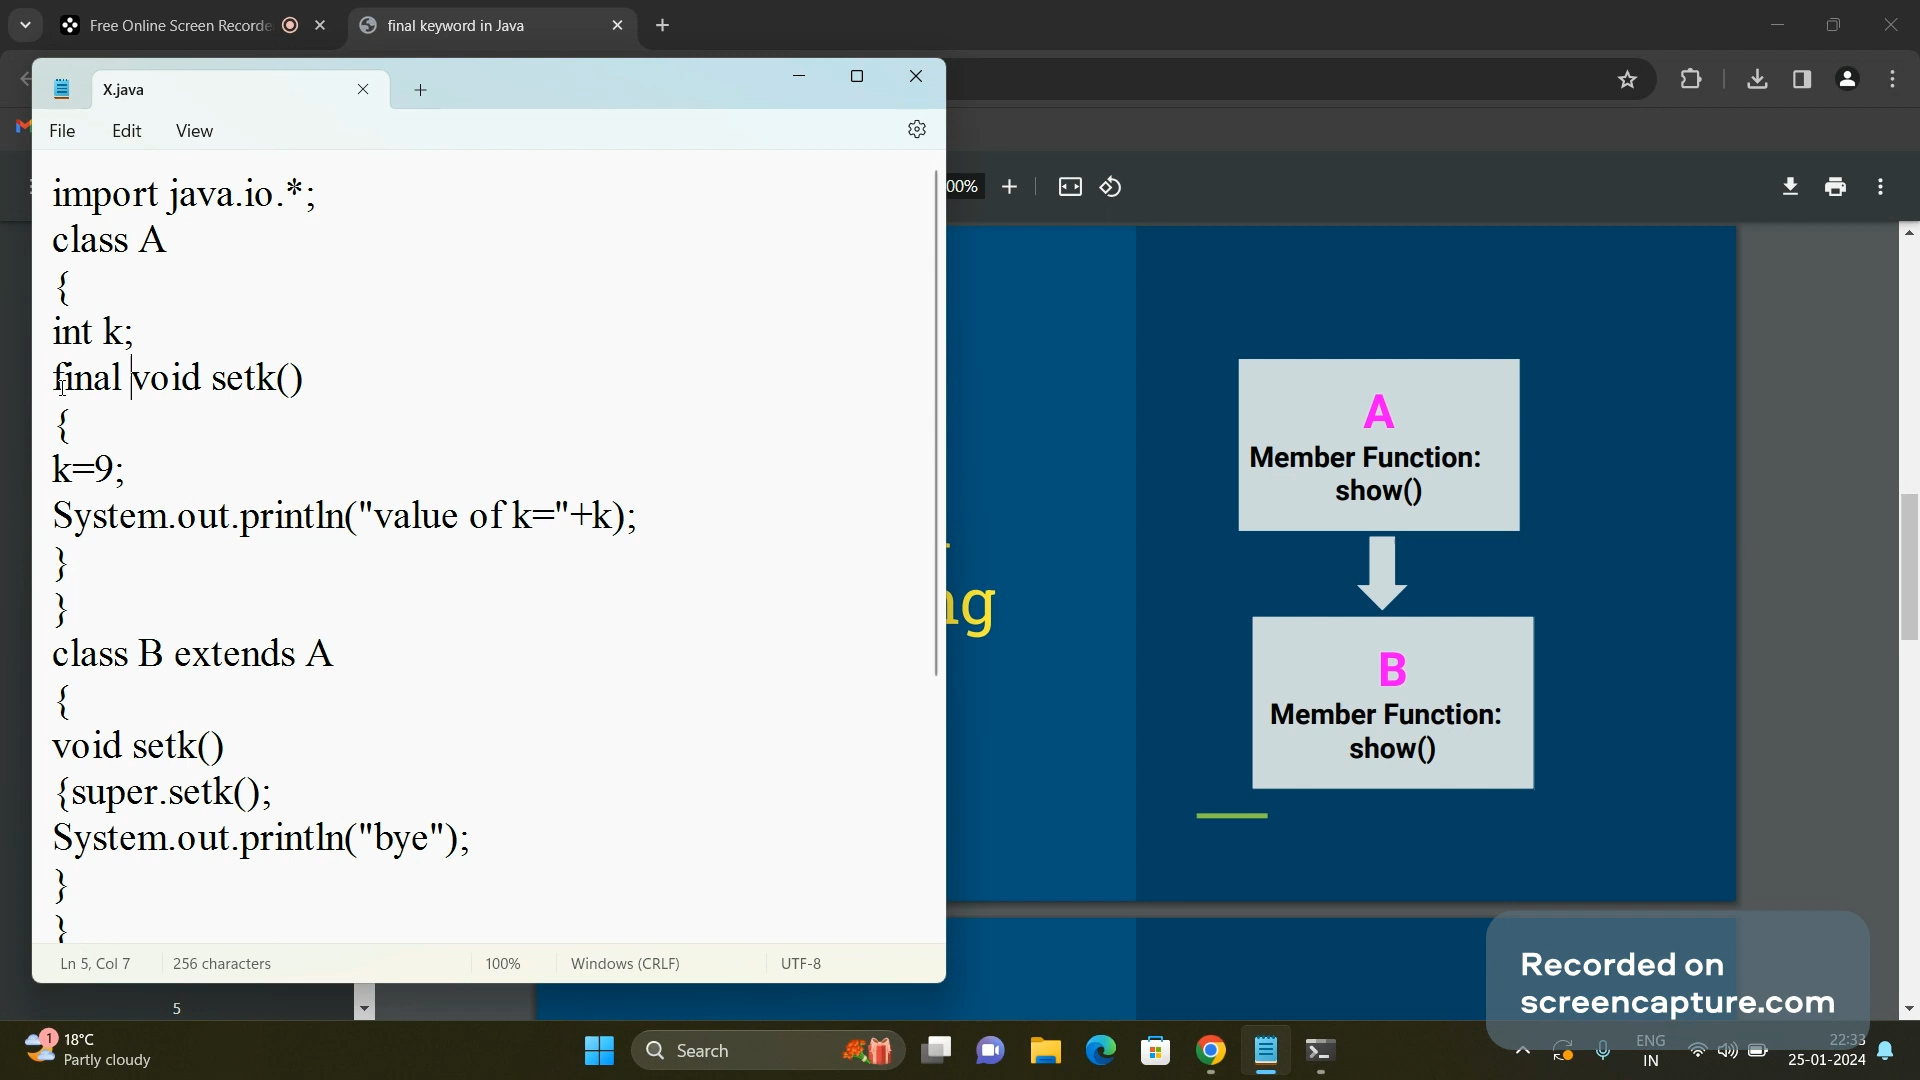 Free Online Screen Recorde
final keyword in Java
X.java
File Edit View
import java.io.*;
class A
{
int k;
final void setk()
{
k=9;
System.out.println("value of k="+k);
}
}
class B extends A
{
void setk()
{super.setk();
System.out.println("bye");
}
}
Ln 5, Col 7 256 characters 100% Windows (CRLF) UTF-8
00%
ng
A
Member Function:
show()
B
Member Function:
show()
5
Recorded on
screencapture.com
1
18°C
Partly cloudy
Search
ENG
IN
22:33
25-01-2024